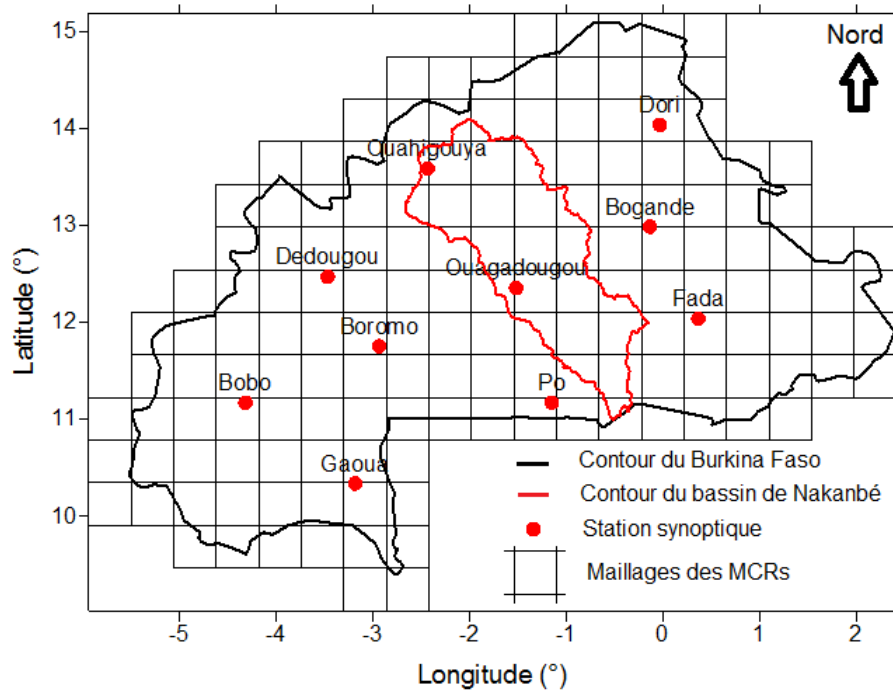 15
14
13
12
11
10
Latitude (°)
Nord
Dori
Ouahigouya
Bogande
Dedougou
Ouagadougou
Fada
Boromo
Bobo
Po
Gaoua
Contour du Burkina Faso
Contour du bassin de Nakanbé
Station synoptique
Maillages des MCRs
-5 -4 -3 -2 -1 0 1 2
Longitude (°)